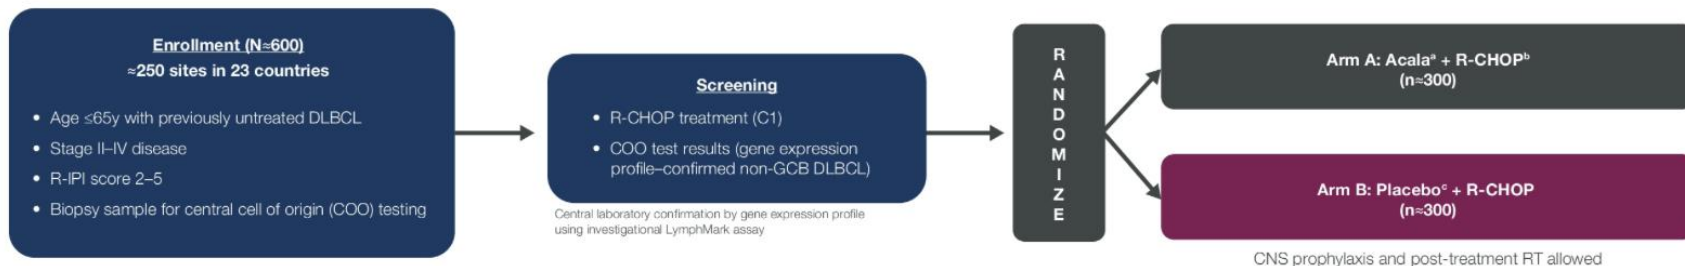 Enrollment (N≈600)
≈250 sites in 23 countries
• Age ≤65y with previously untreated DLBCL
• Stage II–IV disease
• R-IPI score 2–5
• Biopsy sample for central cell of origin (COO) testing
Screening
• R-CHOP treatment (C1)
• COO test results (gene expression
profile–confirmed non-GCB DLBCL)
Central laboratory confirmation by gene expression profile
using investigational LymphMark assay
RANDOMIZE
Arm A: Acalaᵃ + R-CHOPᵇ
(n≈300)
Arm B: Placeboᶜ + R-CHOP
(n≈300)
CNS prophylaxis and post-treatment RT allowed